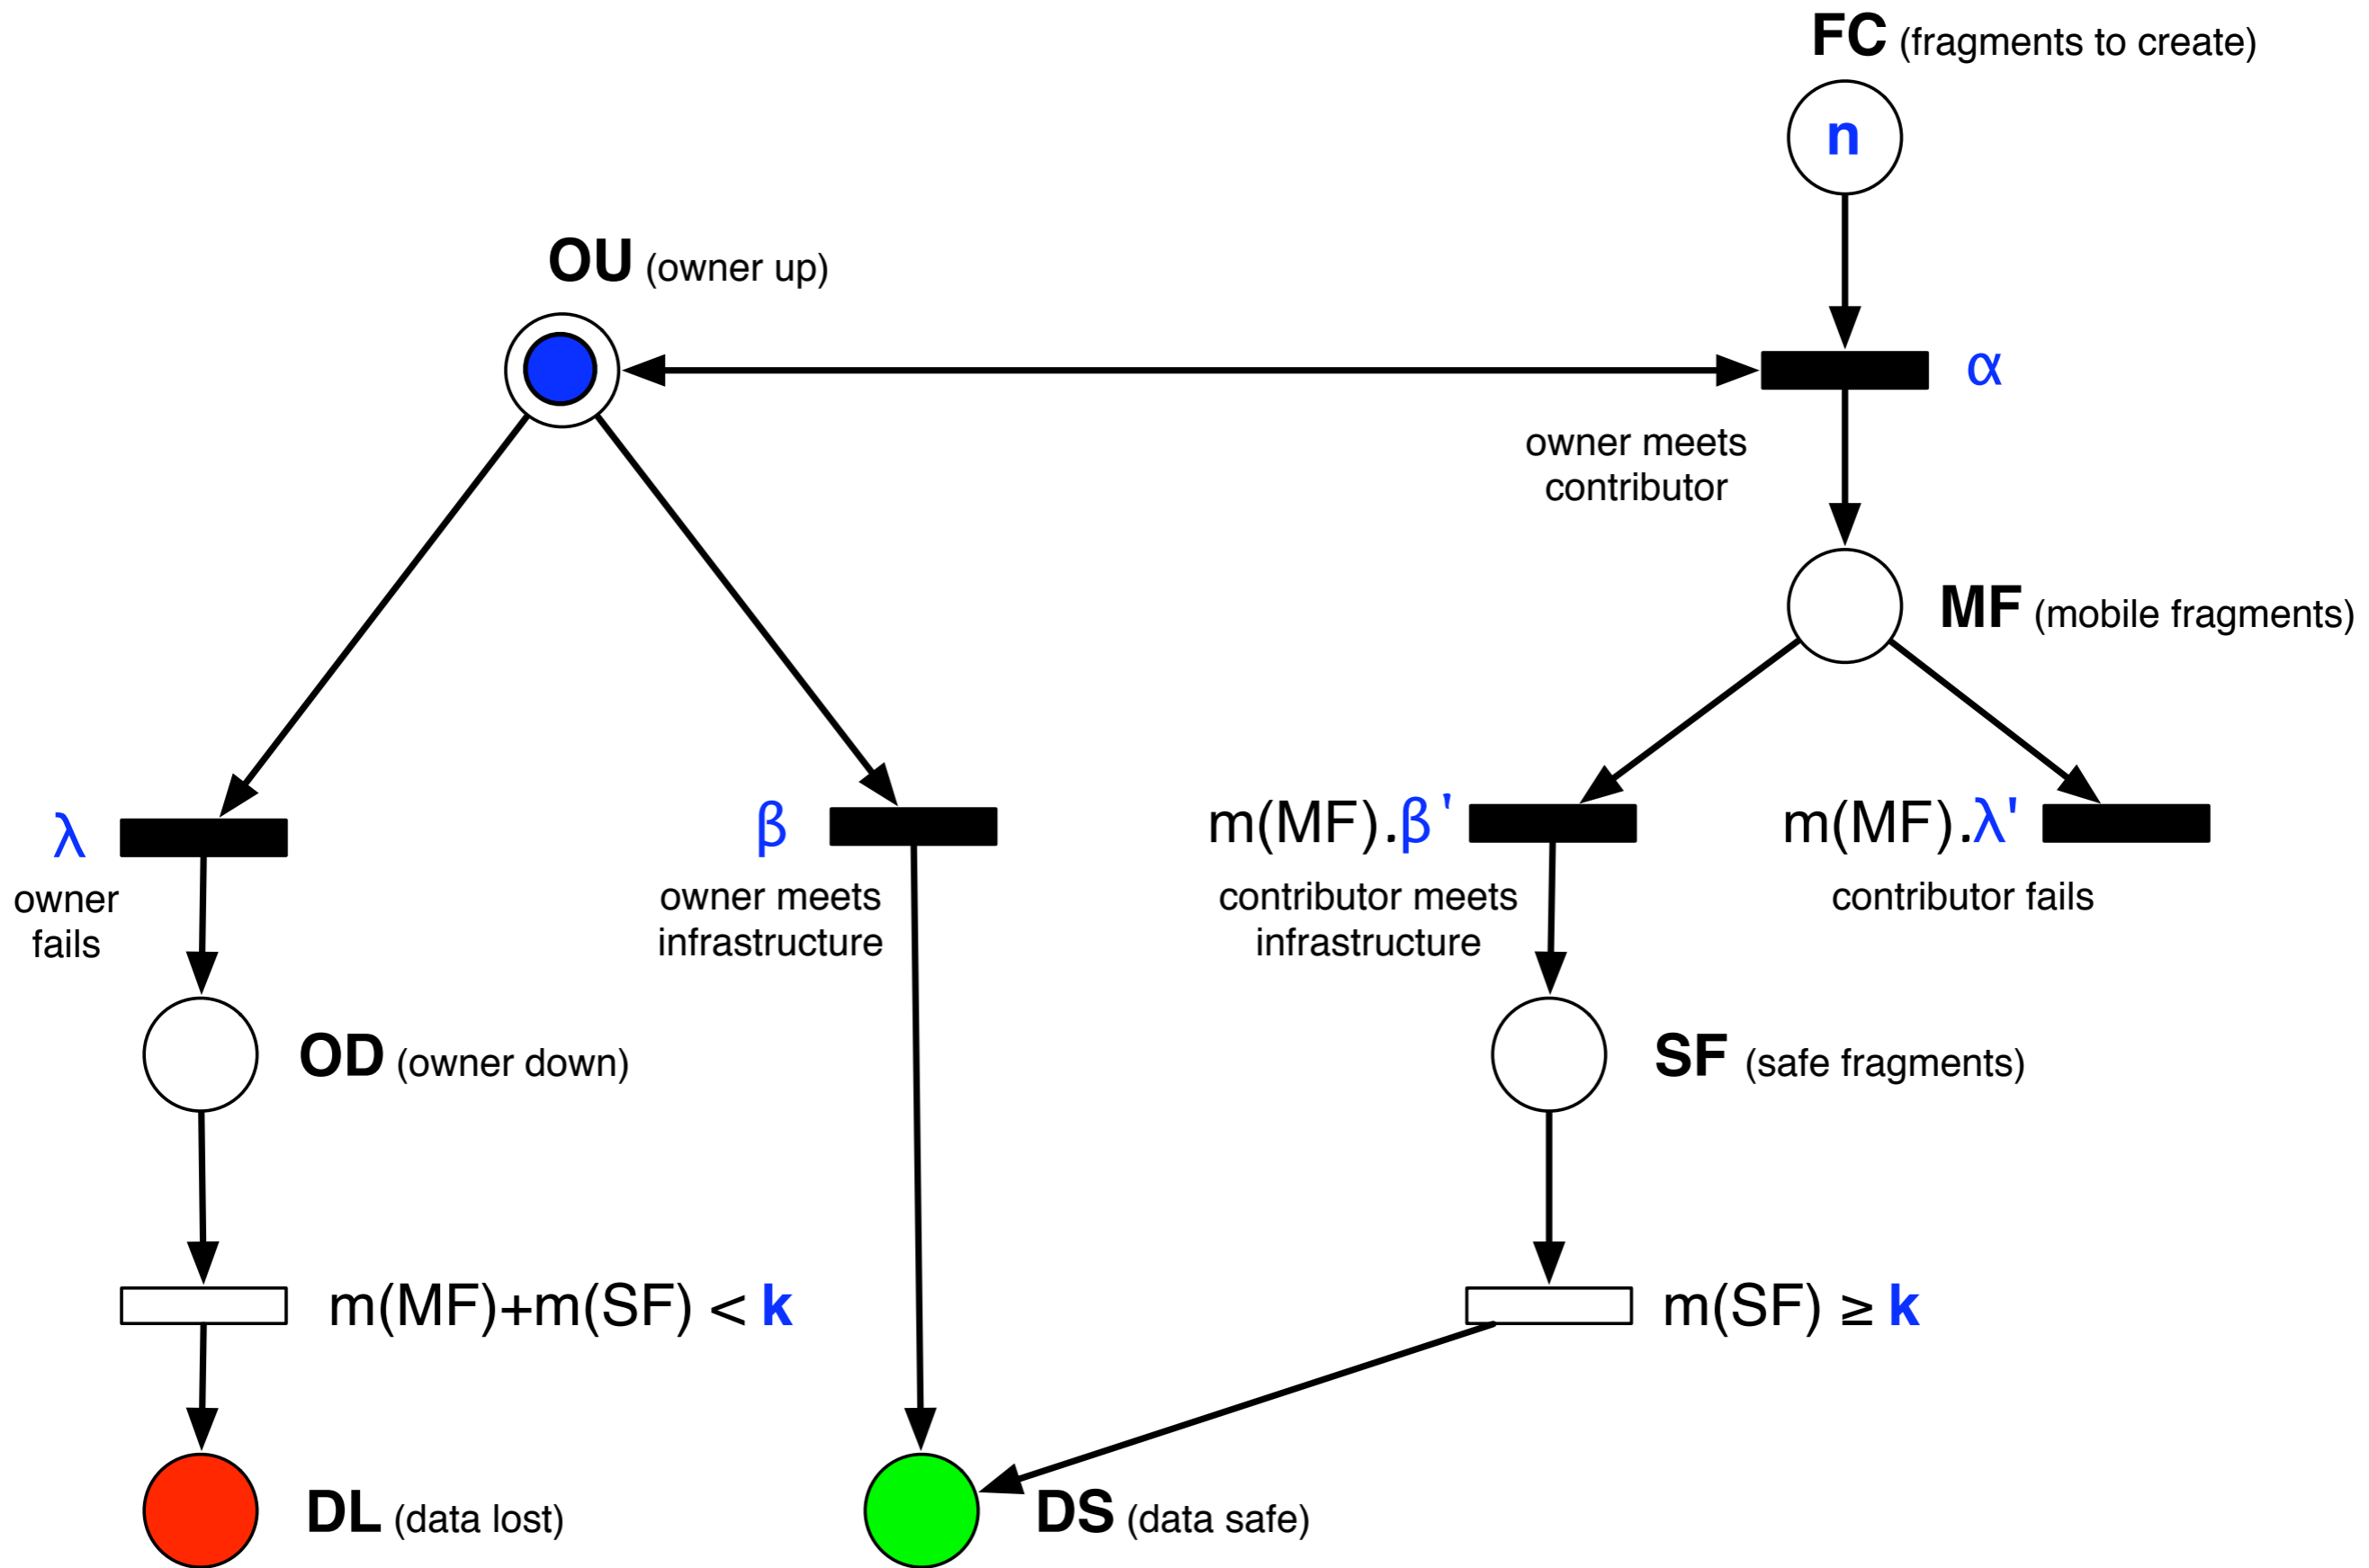 FC (fragments to create)
n
OU (owner up)
α
owner meets
contributor
MF (mobile fragments)
λ
owner
fails
β
owner meets
infrastructure
m(MF).β'
contributor meets
infrastructure
m(MF).λ'
contributor fails
OD (owner down)
SF (safe fragments)
m(MF)+m(SF) < k
m(SF) ≥ k
DL (data lost)
DS (data safe)